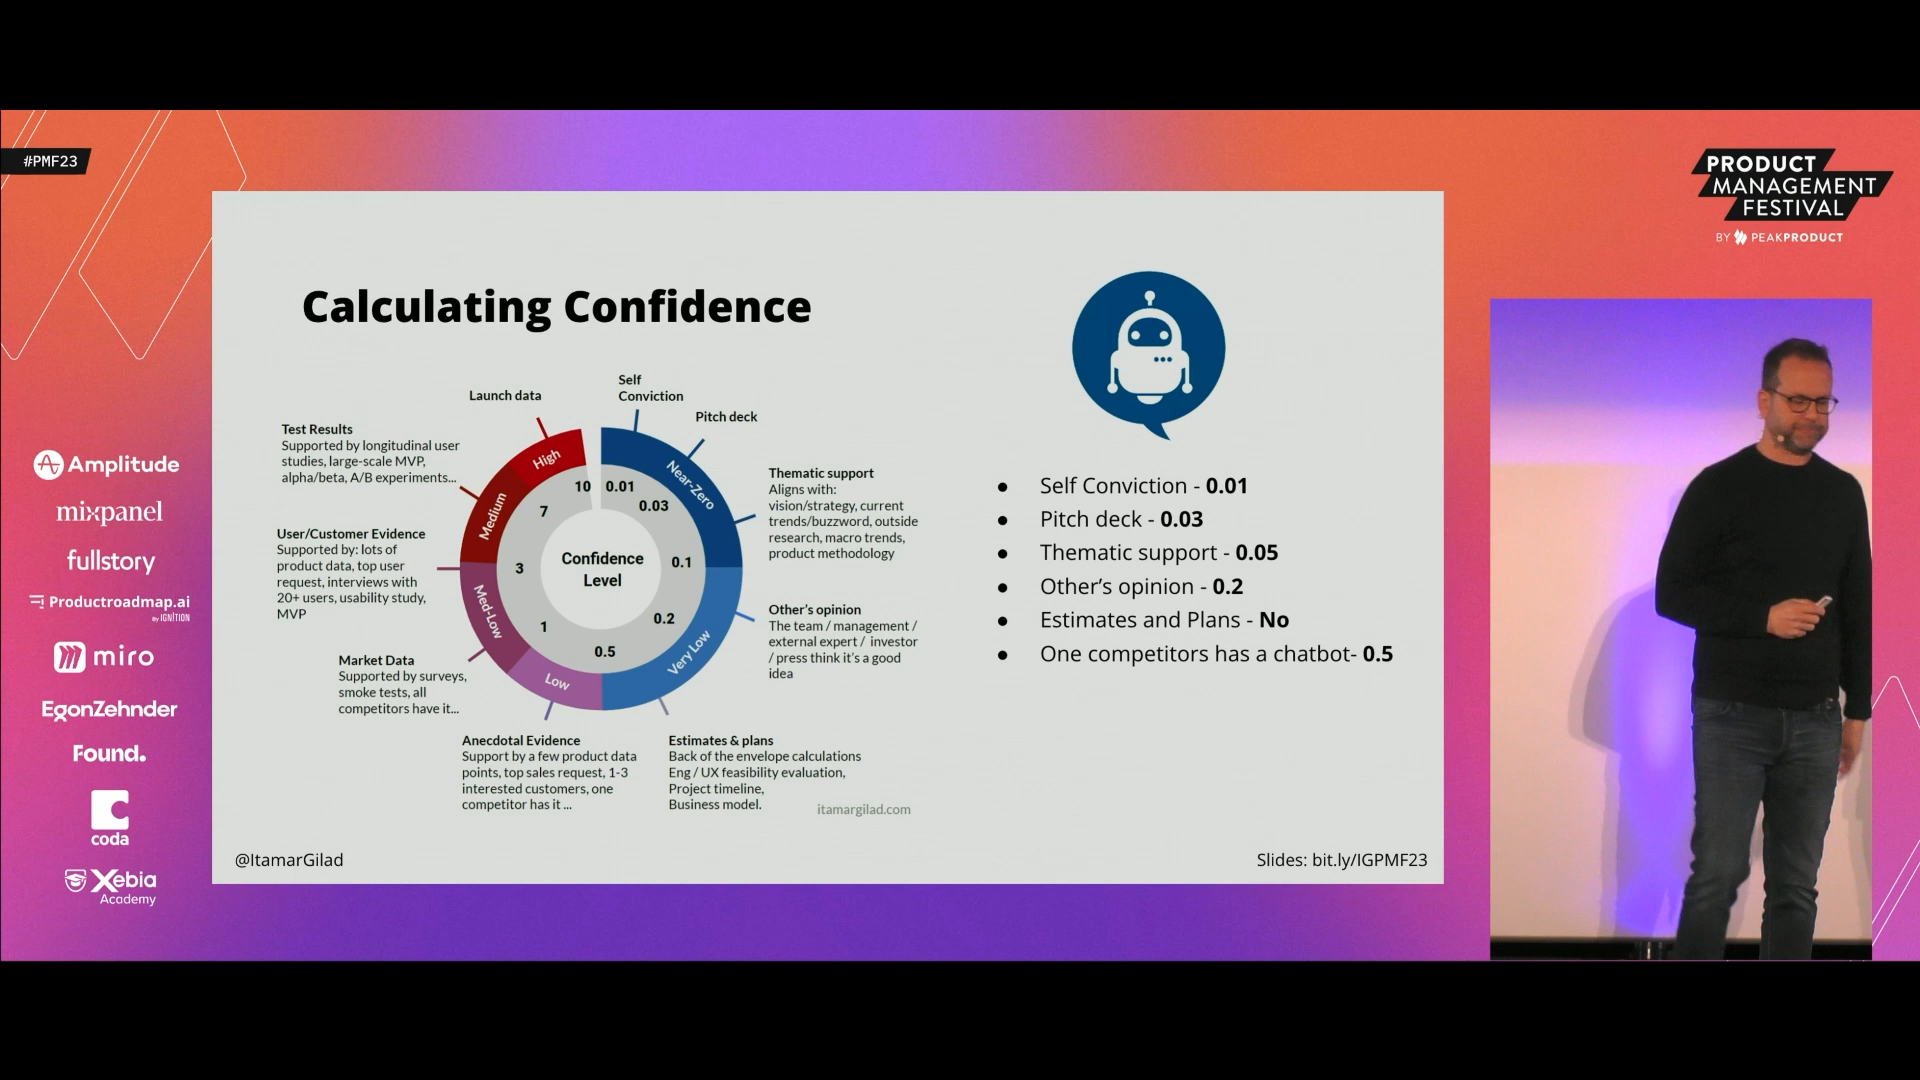 #PMF23
PRODUCT
MANAGEMENT
FESTIVAL
BY PEAKPRODUCT
Amplitude
mixpanel
fullstory
Productroadmap.ai
By IGNITION
miro
EgonZehnder
Found.
coda
Xebia
Academy
Calculating Confidence
Launch data
Self
Conviction
Pitch deck
Test Results
Supported by longitudinal user
studies, large-scale MVP,
alpha/beta, A/B experiments...
Thematic support
Aligns with:
vision/strategy, current
trends/buzzword, outside
research, macro trends,
product methodology
User/Customer Evidence
Supported by: lots of
product data, top user
request, interviews with
20+ users, usability study,
MVP
Other's opinion
The team / management /
external expert / investor
/ press think it's a good
idea
Market Data
Supported by surveys,
smoke tests, all
competitors have it...
Anecdotal Evidence
Support by a few product data
points, top sales request, 1-3
interested customers, one
competitor has it ...
Estimates & plans
Back of the envelope calculations
Eng / UX feasibility evaluation,
Project timeline,
Business model.
High
Medium
Med-Low
Low
Very Low
Near-Zero
10
0.01
0.03
7
3
0.1
1
0.2
0.5
Confidence
Level
itamargilad.com
● Self Conviction - 0.01
● Pitch deck - 0.03
● Thematic support - 0.05
● Other's opinion - 0.2
● Estimates and Plans - No
● One competitors has a chatbot- 0.5
@ItamarGilad
Slides: bit.ly/IGPMF23